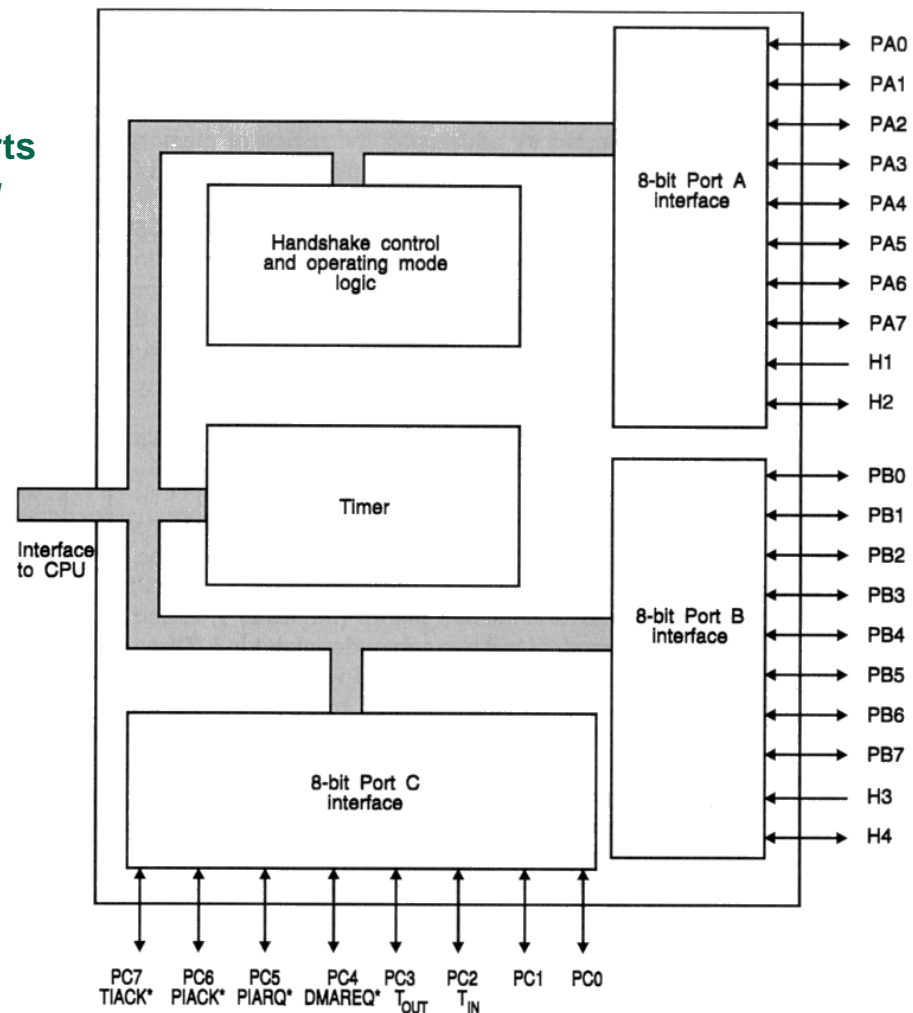 PA0
PA1
PA2
PA3
PA4
PA5
PA6
PA7
H1
H2
8-bit Port A
interface
Handshake control
and operating mode
logic
Timer
Interface
to CPU
PB0
PB1
PB2
PB3
PB4
PB5
PB6
PB7
H3
H4
8-bit Port B
interface
8-bit Port C
interface
PC7
TIACK*
PC6
PIACK*
PC5
PIARQ*
PC4
DMAREQ*
PC3
TOUT
PC2
TIN
PC1
PC0